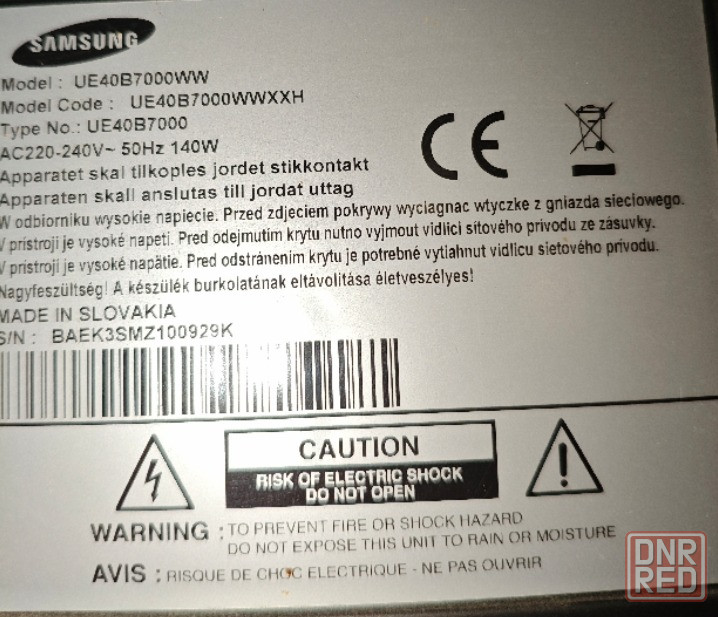 SAMSUNG
Model : UE40B7000WW
Model Code : UE40B7000WWXXH
Type No.: UE40B7000
AC220-240V~ 50Hz 140W
Apparatet skal tilkoples jordet stikkontakt
Apparaten skall anslutas till jordat uttag
W odbiorniku wysokie napiecie. Przed zdjeciem pokrywy wyciagnac wtyczke z gniazda sieciowego.
V pristroji je vysoké napeti. Pred odejmutím krytu nutno vyjmout vidlici sítového prívodu ze zásuvky.
V prístroji je vysoké napätie. Pred odstránením krytu je potrebné vytiahnut vidlicu sietového prívodu.
Nagyfeszültség! A készülék burkolatának eltávolítása életveszélyes!
MADE IN SLOVAKIA
S/N : BAEK3SMZ100929K
CE
CAUTION
RISK OF ELECTRIC SHOCK
DO NOT OPEN
WARNING : TO PREVENT FIRE OR SHOCK HAZARD
DO NOT EXPOSE THIS UNIT TO RAIN OR MOISTURE
AVIS : RISQUE DE CHOC ELECTRIQUE - NE PAS OUVRIR
DNR
RED